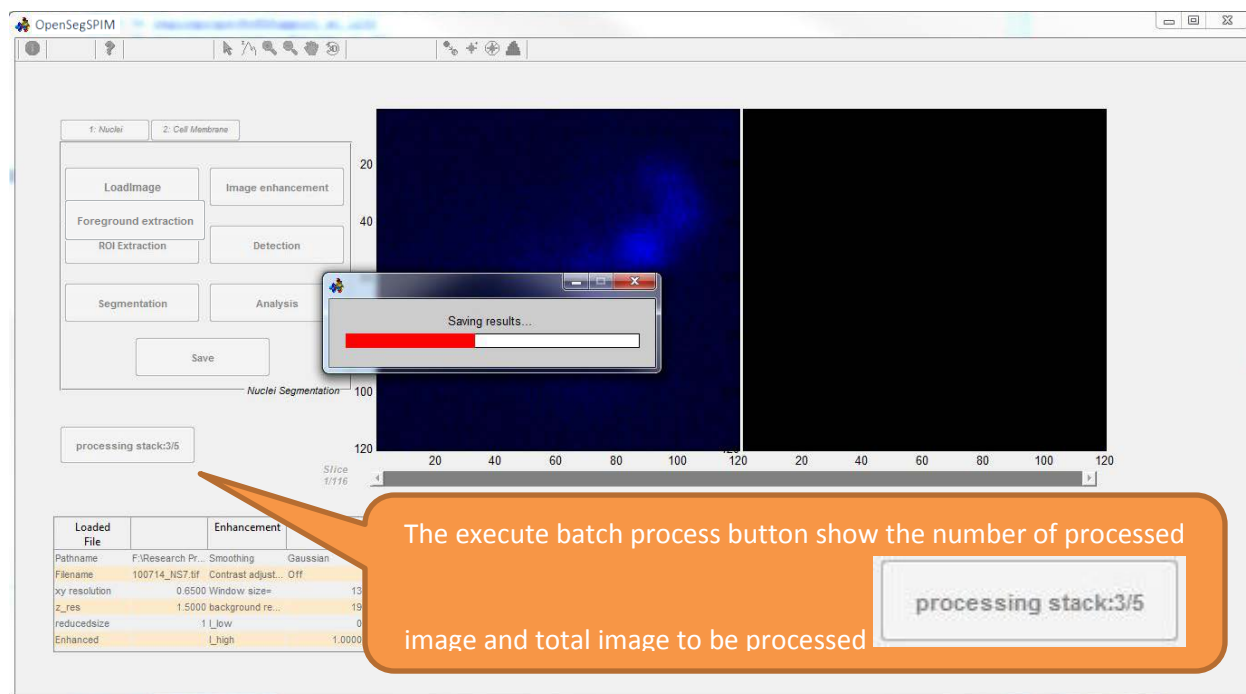 OpenSegSPIM
1: Nuclei
2: Cell Membrane
LoadImage
Image enhancement
Foreground extraction
ROI Extraction
Detection
Segmentation
Analysis
Save
Nuclei Segmentation
processing stack:3/5
Slice
1/116
20
40
100
120
20 40 60 80 100 120 20 40 60 80 100 120
Saving results...
Loaded File Enhancement
Pathname F:\Research Pr... Smoothing Gaussian
Filename 100714_NS7.tif Contrast adjust... Off
xy resolution 0.6500 Window size= 13
z_res 1.5000 background re... 19
reducedsize 1 I_low 0
Enhanced I_high 1.0000
The execute batch process button show the number of processed
processing stack:3/5
image and total image to be processed